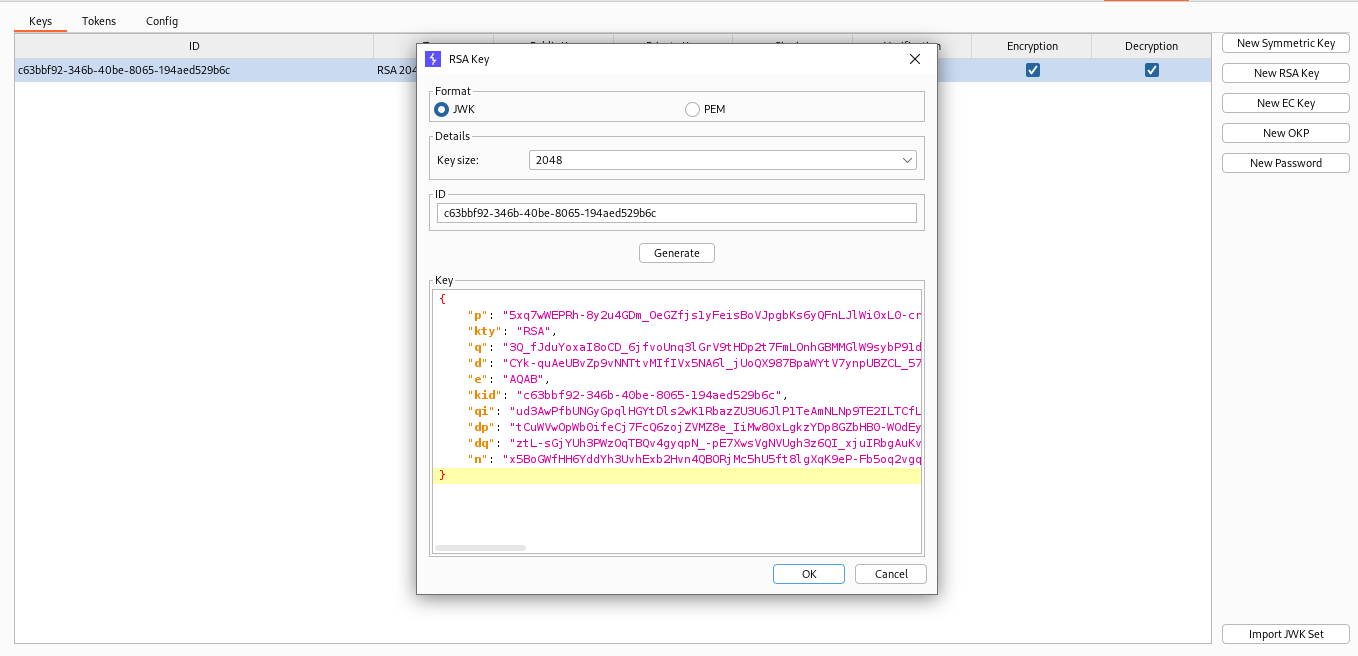 Keys Tokens Config
ID Encryption Decryption
c63bbf92-346b-40be-8065-194aed529b6c RSA 204
New Symmetric Key
New RSA Key
New EC Key
New OKP
New Password
Import JWK Set
RSA Key
Format
JWK PEM
Details
Key size: 2048
ID
c63bbf92-346b-40be-8065-194aed529b6c
Generate
Key
{
"p": "5xq7wWEPRh-8y2u4GDm_OeGZfjs1yFeisBoVJpgbKs6yQFnLJlWi0xL0-cr
"kty": "RSA",
"q": "3Q_fJduYoxaI8oCD_6jfvoUnq3lGrV9tHDp2t7FmLOnhGBMMGlW9sybP91d
"d": "CYk-quAeUBvZp9vNNTtvMIfIVx5NA6l_jUoQX987BpaWYtV7ynpUBZCL_57
"e": "AQAB",
"kid": "c63bbf92-346b-40be-8065-194aed529b6c",
"qi": "ud3AwPfbUNGyGpqlHGYtDls2wK1RbazZU3U6JlP1TeAmNLNp9TE2ILTCfL
"dp": "tCuWVwOpWb0ifeCj7FcQ6zojZVMZ8e_IiMw80xLgkzYDp8GZbHB0-WOdEy
"dq": "ztL-sGjYUh3PWzOqTBQv4gyqpN_-pE7XwsVgNVUgh3z6QI_xjuIRbgAuKv
"n": "x5BoGWfHH6YddYh3UvhExb2Hvn4QBORjMc5hU5ft8lgXqK9eP-Fb5oq2vgq
}
OK Cancel